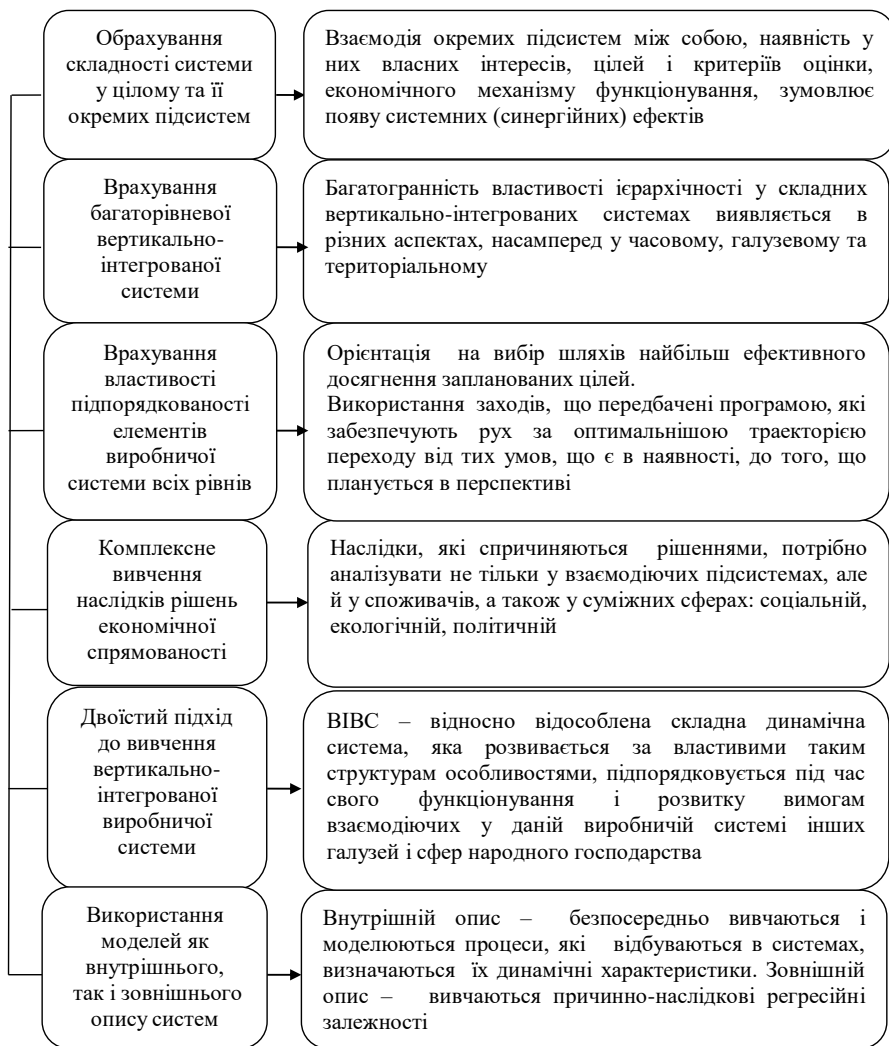 Обрахування
складності системи
у цілому та її
окремих підсистем
Взаємодія окремих підсистем між собою, наявність у
них власних інтересів, цілей і критеріїв оцінки,
економічного механізму функціонування, зумовлює
появу системних (синергійних) ефектів
Врахування
багаторівневої
вертикально-
інтегрованої
системи
Багатогранність властивості ієрархічності у складних
вертикально-інтегрованих системах виявляється в
різних аспектах, насамперед у часовому, галузевому та
територіальному
Врахування
властивості
підпорядкованості
елементів
виробничої
системи всіх рівнів
Орієнтація на вибір шляхів найбільш ефективного
досягнення запланованих цілей.
Використання заходів, що передбачені програмою, які
забезпечують рух за оптимальнішою траекторією
переходу від тих умов, що є в наявності, до того, що
планується в перспективі
Комплексне
вивчення
наслідків рішень
економічної
спрямованості
Наслідки, які спричиняються рішеннями, потрібно
аналізувати не тільки у взаємодіючих підсистемах, але
й у споживачів, а також у суміжних сферах: соціальній,
екологічній, політичній
Двоїстий підхід
до вивчення
вертикально-
інтегрованої
виробничої
системи
ВІВС – відносно відособлена складна динамічна
система, яка розвивається за властивими таким
структурам особливостями, підпорядковується під час
свого функціонування і розвитку вимогам
взаємодіючих у даній виробничій системі інших
галузей і сфер народного господарства
Використання
моделей як
внутрішнього,
так і зовнішнього
опису систем
Внутрішній опис – безпосередньо вивчаються і
моделюються процеси, які відбуваються в системах,
визначаються їх динамічні характеристики. Зовнішній
опис – вивчаються причинно-наслідкові регресійні
залежності